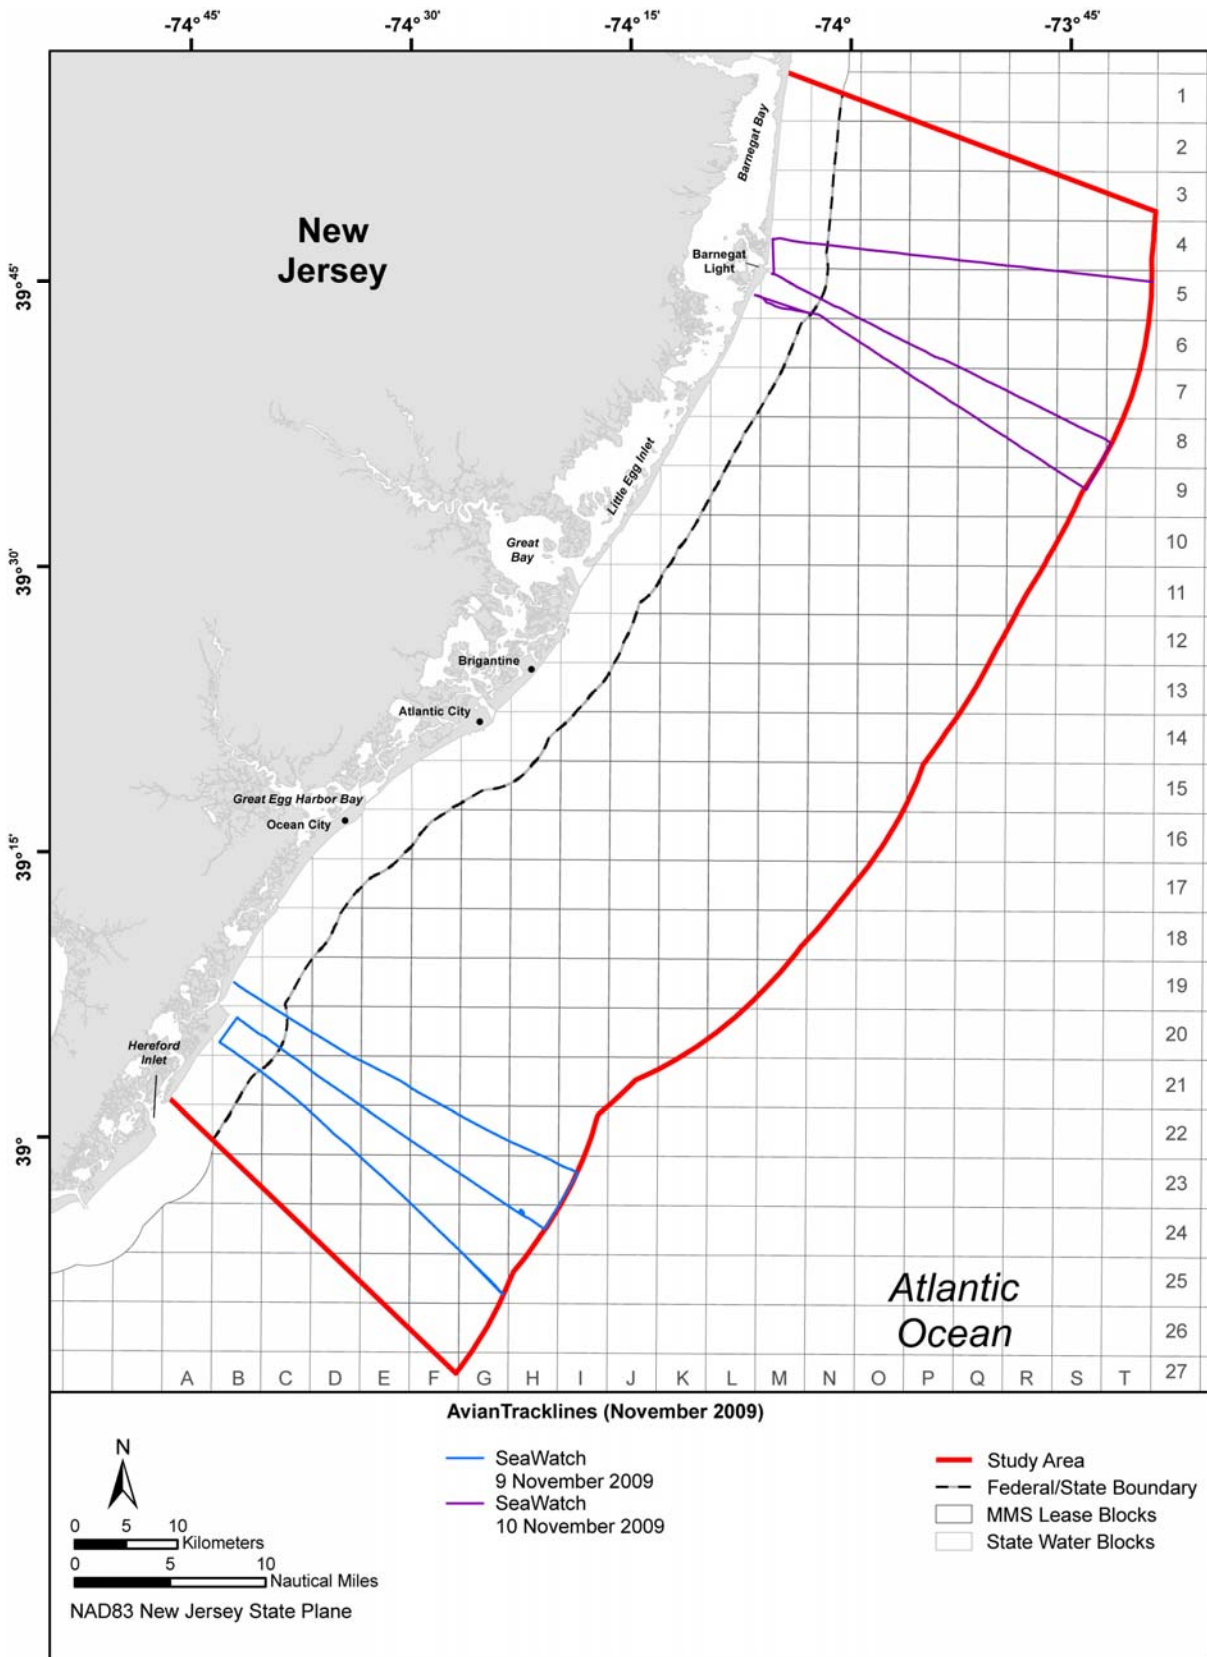 -74° 45'
-74° 30'
-74° 15'
-74°
-73° 45'
39° 45'
39° 30'
39° 15'
39°
1
2
3
4
5
6
7
8
9
10
11
12
13
14
15
16
17
18
19
20
21
22
23
24
25
26
27
Barnegat Bay
New
Jersey
Barnegat
Light
Little Egg Inlet
Great
Bay
Brigantine
Atlantic City
Great Egg Harbor Bay
Ocean City
Hereford
Inlet
Atlantic
Ocean
A B C D E F G H I J K L M N O P Q R S T
AvianTracklines (November 2009)
N
0 5 10
Kilometers
0 5 10
Nautical Miles
NAD83 New Jersey State Plane
SeaWatch
9 November 2009
SeaWatch
10 November 2009
Study Area
Federal/State Boundary
MMS Lease Blocks
State Water Blocks